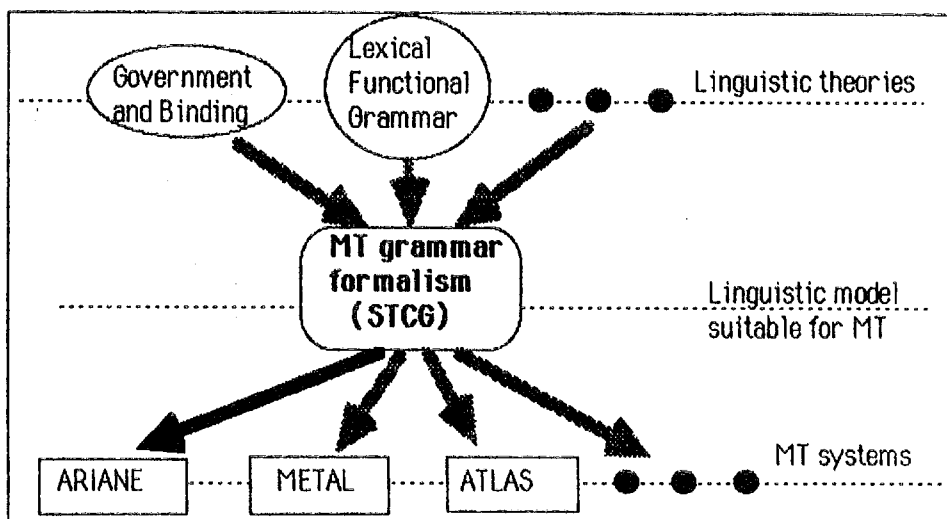 Government
and Binding
Lexical
Functional
Grammar
Linguistic theories
MT grammar
formalism
(STCG)
Linguistic model
suitable for MT
ARIANE
METAL
ATLAS
MT systems